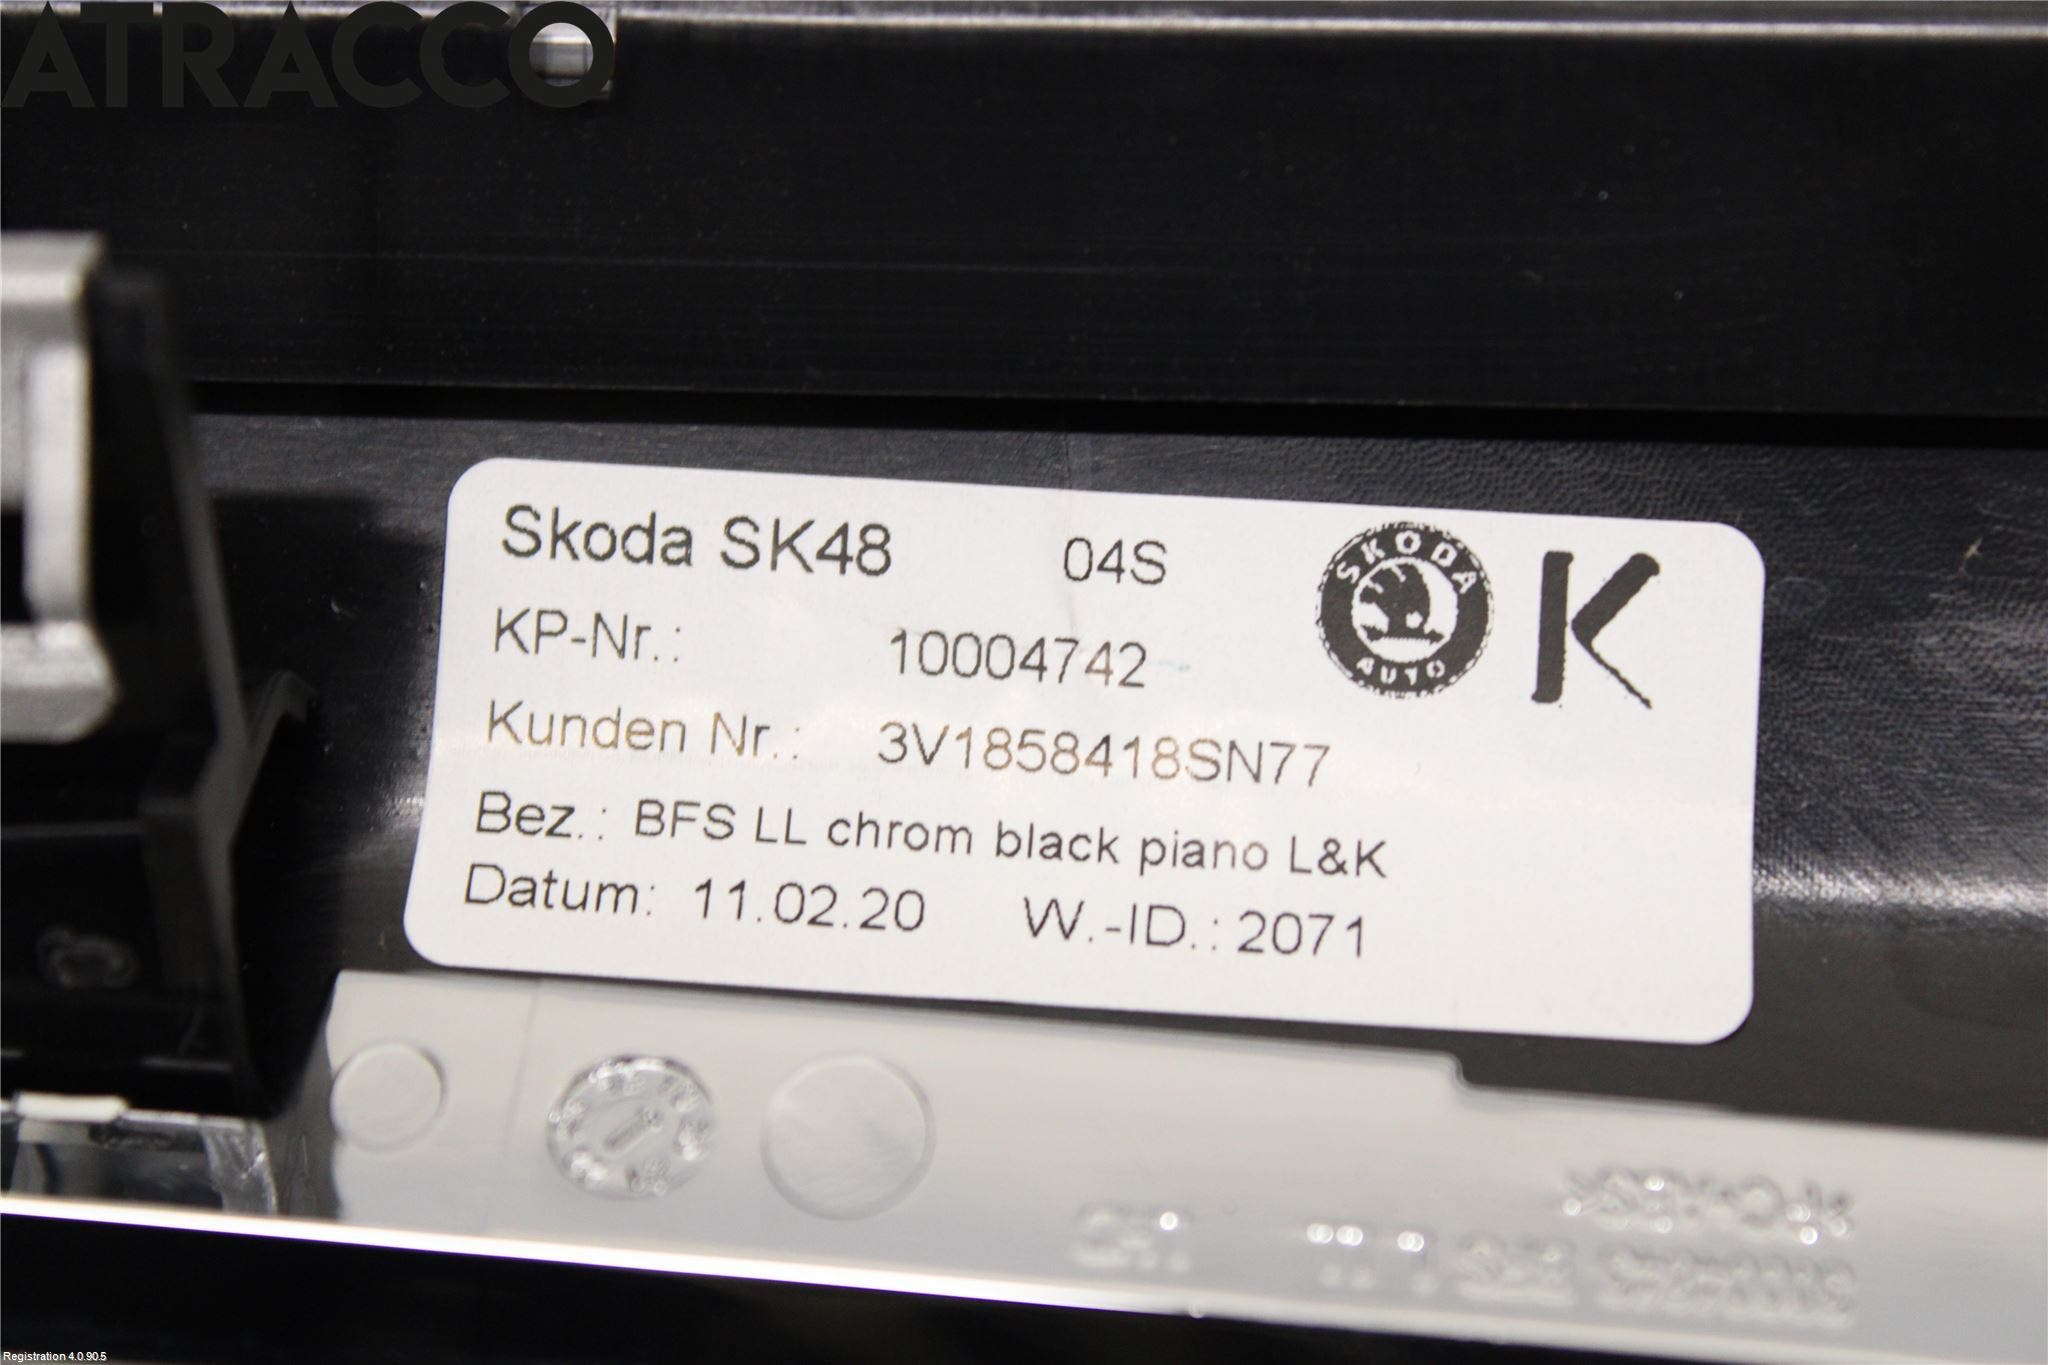 ATRACCO
Skoda SK48 04S
SKODA AUTO
K
KP-Nr.: 10004742
Kunden Nr.: 3V1858418SN77
Bez.: BFS LL chrom black piano L&K
Datum: 11.02.20 W.-ID.: 2071
Registration 4.0.90.5